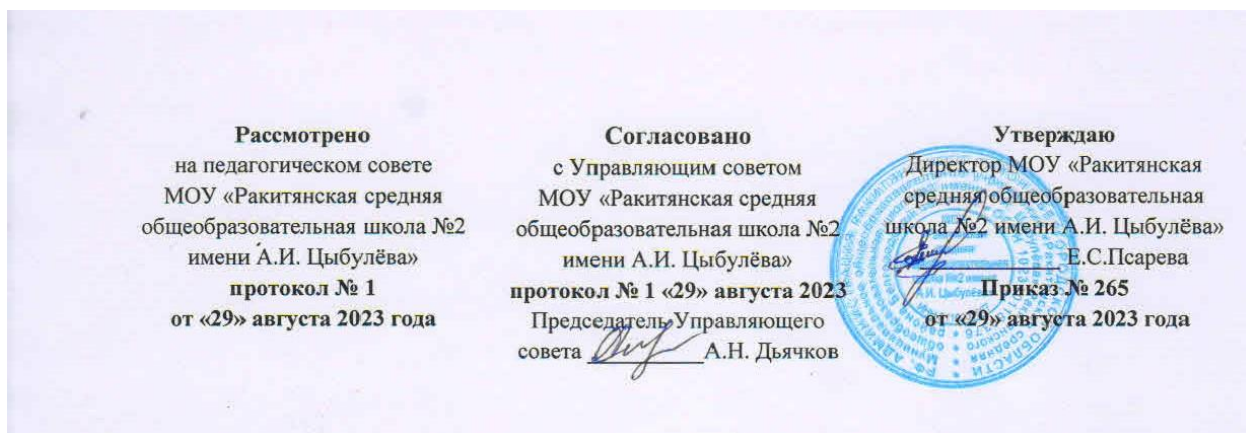 Рассмотрено
на педагогическом совете
МОУ «Ракитянская средняя
общеобразовательная школа №2
имени А.И. Цыбулёва»
протокол № 1
от «29» августа 2023 года
Согласовано
с Управляющим советом
МОУ «Ракитянская средняя
общеобразовательная школа №2
имени А.И. Цыбулёва»
протокол № 1 «29» августа 2023
Председатель Управляющего
совета ____________А.Н. Дьячков
Утверждаю
Директор МОУ «Ракитянская
средняя общеобразовательная
школа №2 имени А.И. Цыбулёва»
______________ Е.С.Псарева
Приказ № 265
от «29» августа 2023 года